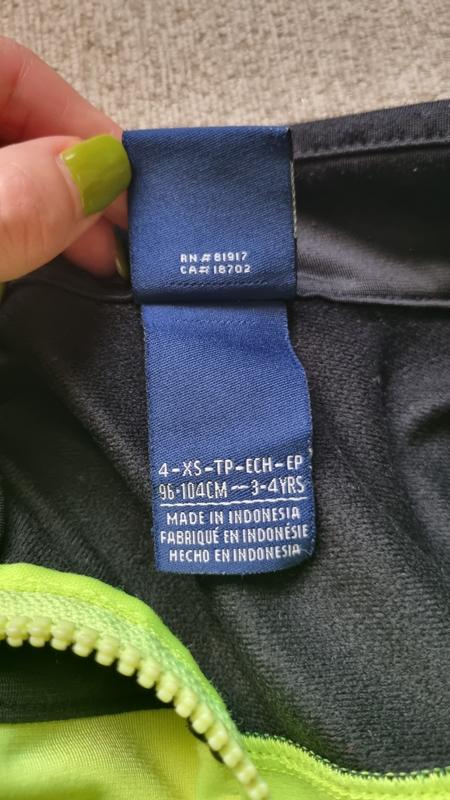 RN#81917
CA#18702
4-XS-TP-ECH-EP
96-104CM-3-4YRS
MADE IN INDONESIA
FABRIQUÉ EN INDONÉSIE
HECHO EN INDONESIA